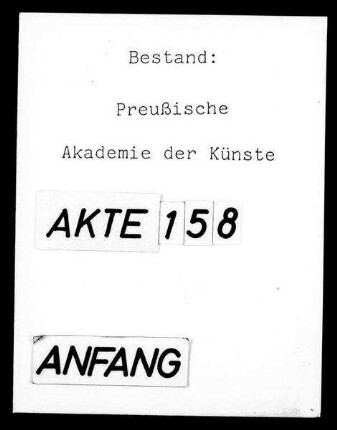 Bestand:
Preußische
Akademie der Künste
AKTE 158
ANFANG